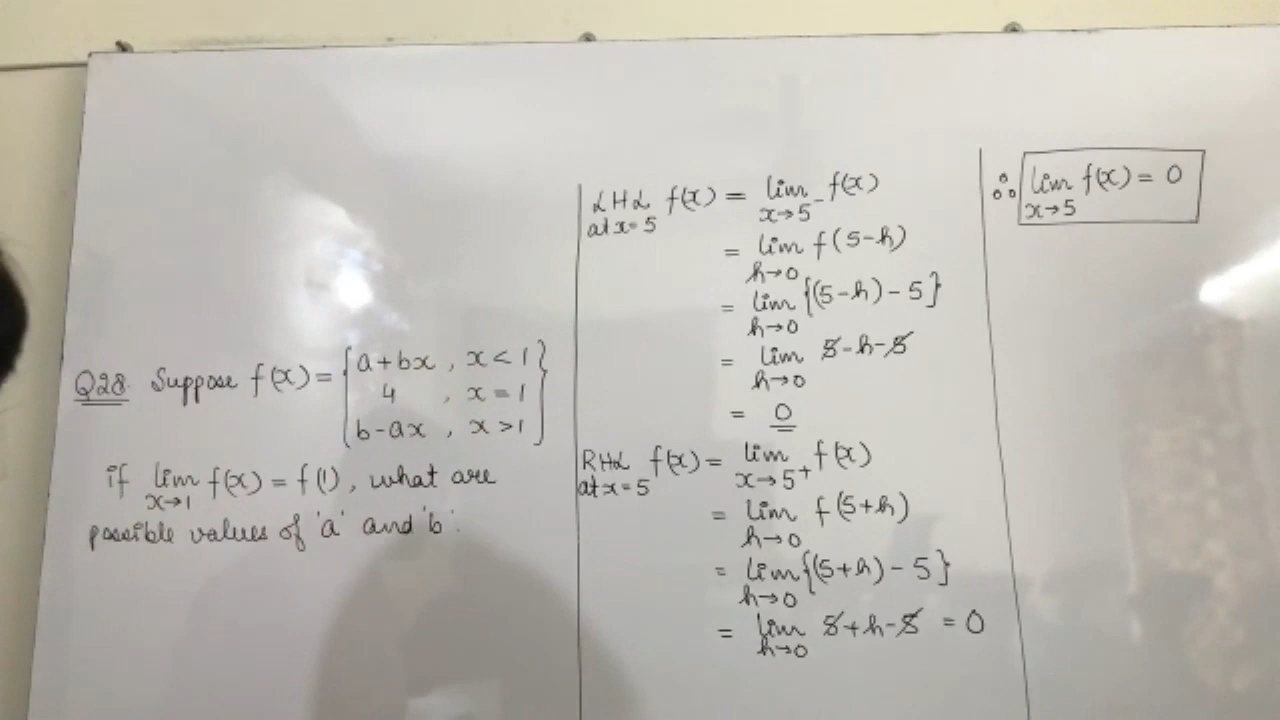 Q28. Suppose f(x) = { a+bx , x < 1
4 , x = 1
b-ax , x > 1 }
if lim x→1 f(x) = f(1), what are
possible values of 'a' and 'b'.
LHL at x=5 f(x) = lim x→5⁻ f(x)
= lim h→0 f(5-h)
= lim h→0 {(5-h)-5}
= lim h→0 5-h-5
= 0
RHL at x=5 f(x) = lim x→5⁺ f(x)
= lim h→0 f(5+h)
= lim h→0 {(5+h)-5}
= lim h→0 5+h-5 = 0
∴ lim x→5 f(x) = 0